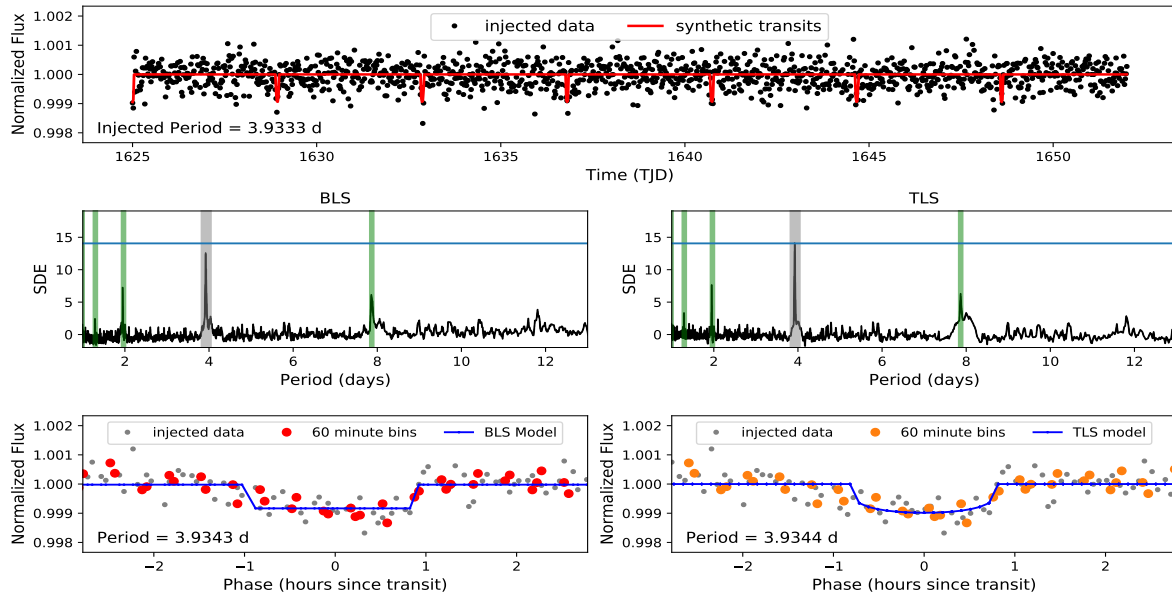 injected data synthetic transits
Normalized Flux
1.002
1.001
1.000
0.999
0.998
Injected Period = 3.9333 d
1625 1630 1635 1640 1645 1650
Time (TJD)
BLS
SDE
15
10
5
0
2 4 6 8 10 12
Period (days)
TLS
SDE
15
10
5
0
2 4 6 8 10 12
Period (days)
Normalized Flux
1.002
1.001
1.000
0.999
0.998
injected data 60 minute bins BLS Model
Period = 3.9343 d
−2 −1 0 1 2
Phase (hours since transit)
Normalized Flux
1.002
1.001
1.000
0.999
0.998
injected data 60 minute bins TLS model
Period = 3.9344 d
−2 −1 0 1 2
Phase (hours since transit)